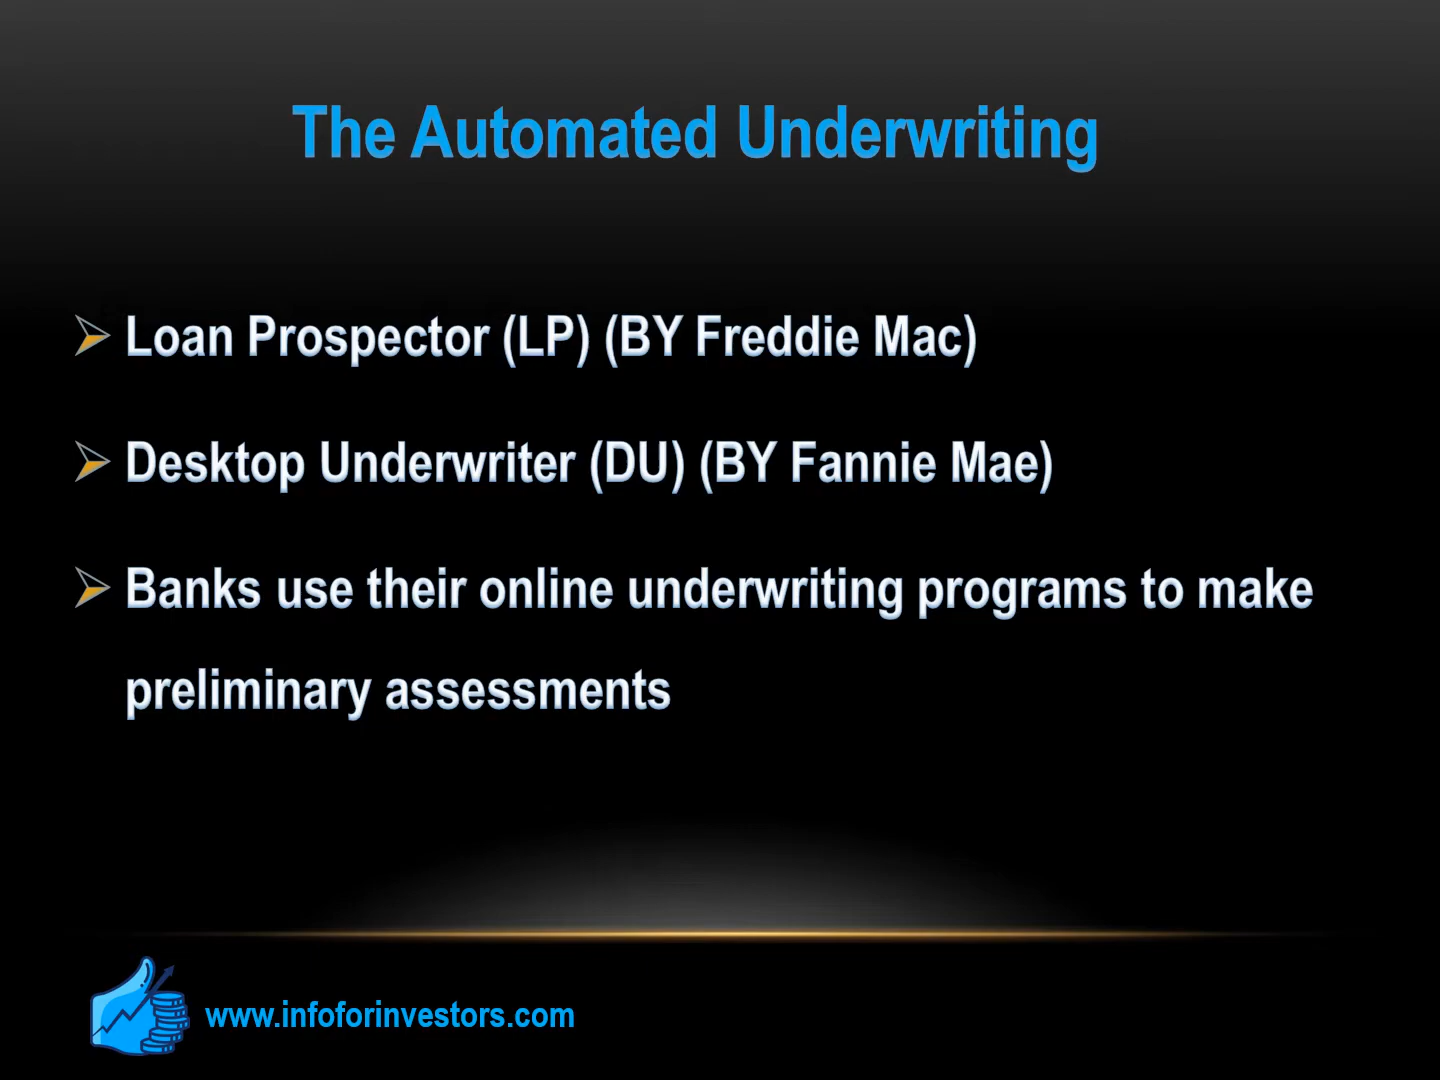 The Automated Underwriting
Loan Prospector (LP) (BY Freddie Mac)
Desktop Underwriter (DU) (BY Fannie Mae)
Banks use their online underwriting programs to make
preliminary assessments
www.infoforinvestors.com